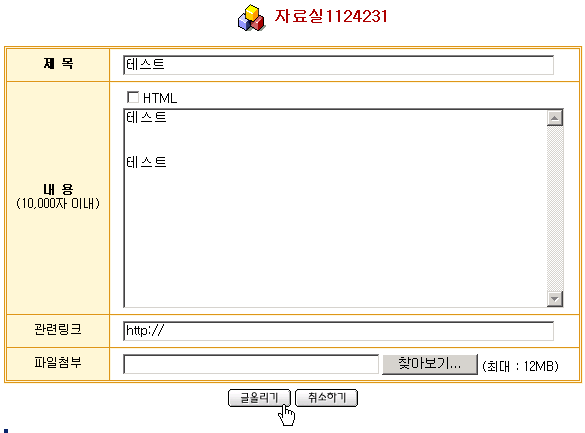 자료실1124231
제 목
테스트
HTML
테스트
테스트
내 용
(10,000자 이내)
관련링크
http://
파일첨부
찾아보기...
(최대 : 12MB)
글올리기
취소하기